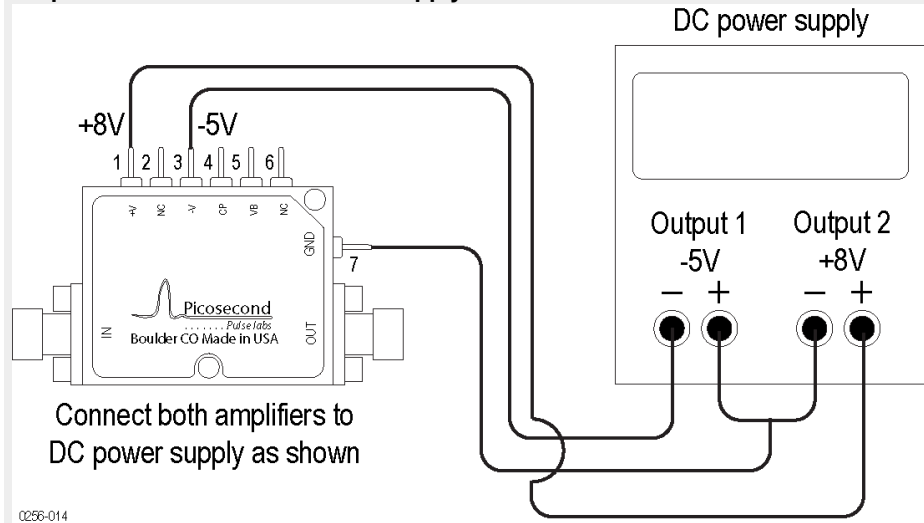 DC power supply
+8V
-5V
1 2 3 4 5 6
+V NC -V CP VB NC
GND
7
Output 1 Output 2
-5V +8V
− + − +
Picosecond
....... Pulse labs
Boulder CO Made in USA
IN
OUT
Connect both amplifiers to
DC power supply as shown
0256-014